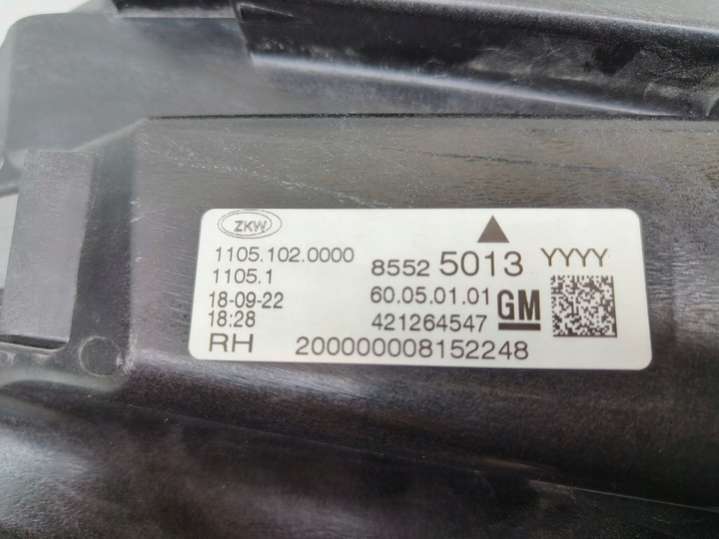 ZKW
1105.102.0000
1105.1
8552 5013 YYYY
18-09-22
60.05.01.01
GM
18:28
421264547
RH 200000008152248